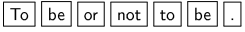 To be or not to be .